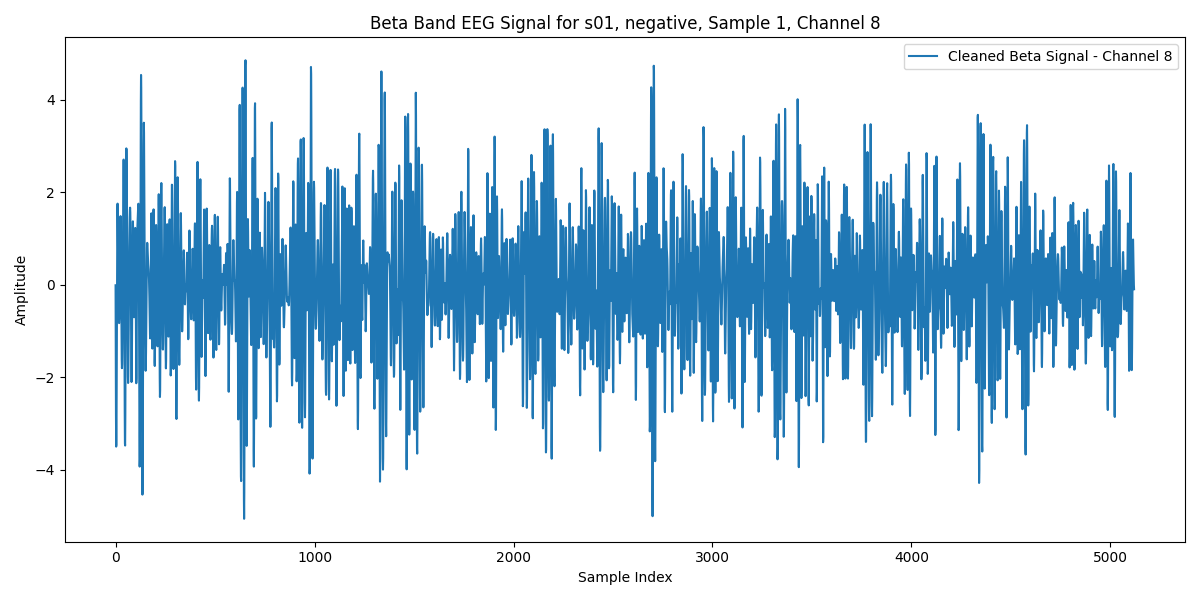 Beta Band EEG Signal for s01, negative, Sample 1, Channel 8
Cleaned Beta Signal - Channel 8
Amplitude
4
2
0
−2
−4
0 1000 2000 3000 4000 5000
Sample Index